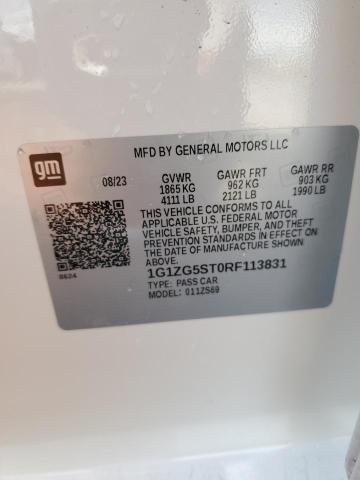 MFD BY GENERAL MOTORS LLC
gm
08/23 GVWR GAWR FRT GAWR RR
1865 KG 962 KG 903 KG
4111 LB 2121 LB 1990 LB
THIS VEHICLE CONFORMS TO ALL APPLICABLE
U.S. FEDERAL MOTOR
VEHICLE SAFETY, BUMPER, AND THEFT
PREVENTION STANDARDS IN EFFECT ON THE
DATE OF MANUFACTURE SHOWN
ABOVE.
1G1ZG5ST0RF113831
8624
TYPE: PASS CAR
MODEL: 011ZS69